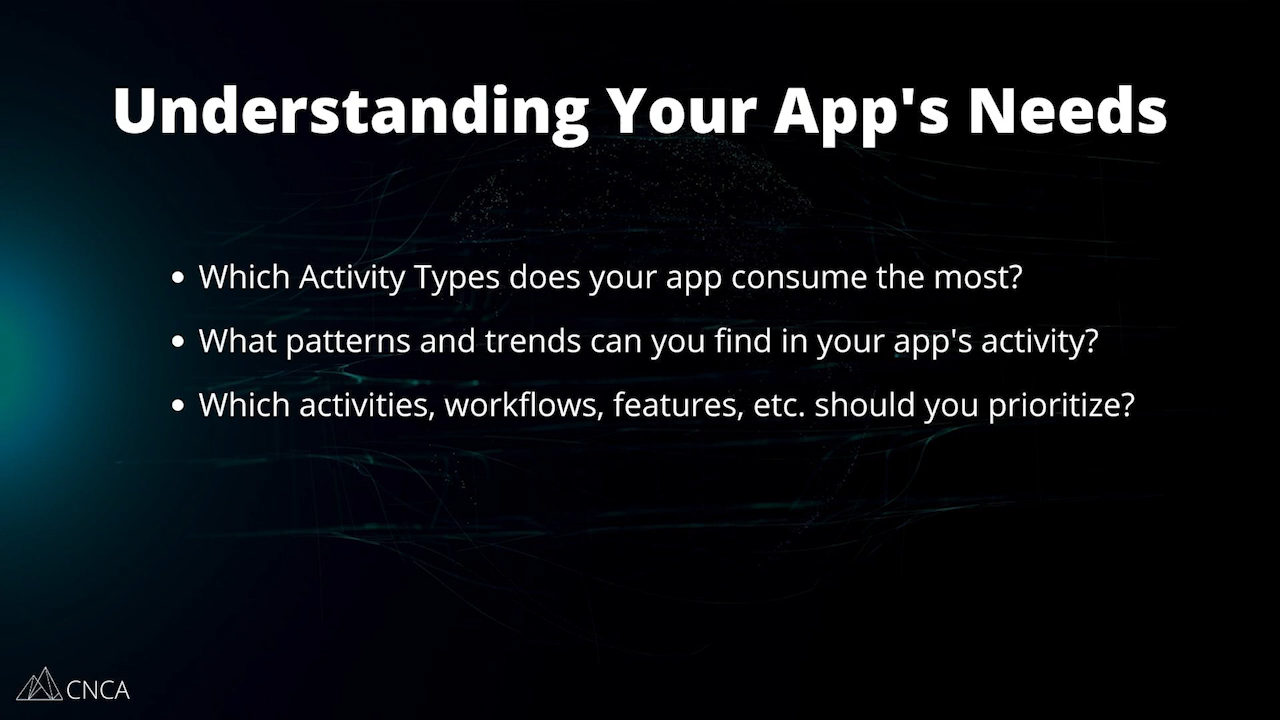 Understanding Your App's Needs
• Which Activity Types does your app consume the most?
• What patterns and trends can you find in your app's activity?
• Which activities, workflows, features, etc. should you prioritize?
CNCA